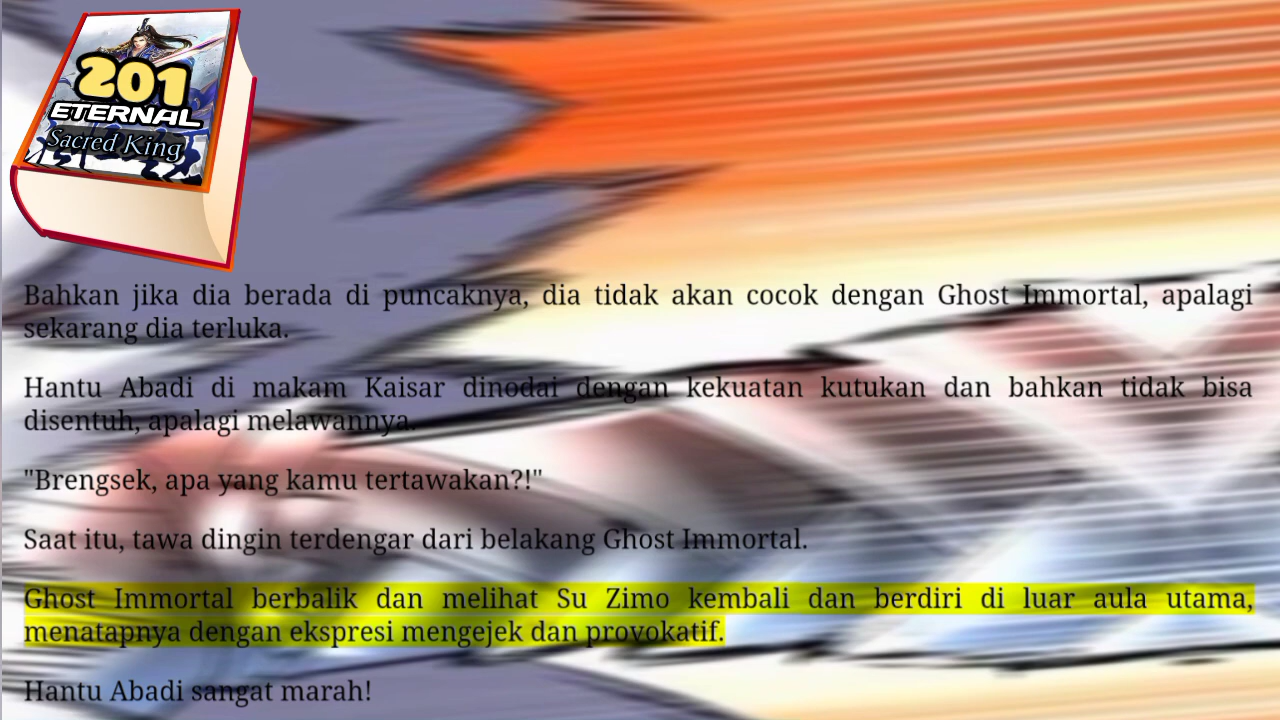 201
ETERNAL
Sacred King
Bahkan jika dia berada di puncaknya, dia tidak akan cocok dengan Ghost Immortal, apalagi
sekarang dia terluka.
Hantu Abadi di makam Kaisar dinodai dengan kekuatan kutukan dan bahkan tidak bisa
disentuh, apalagi melawannya.
"Brengsek, apa yang kamu tertawakan?!"
Saat itu, tawa dingin terdengar dari belakang Ghost Immortal.
Ghost Immortal berbalik dan melihat Su Zimo kembali dan berdiri di luar aula utama,
menatapnya dengan ekspresi mengejek dan provokatif.
Hantu Abadi sangat marah!